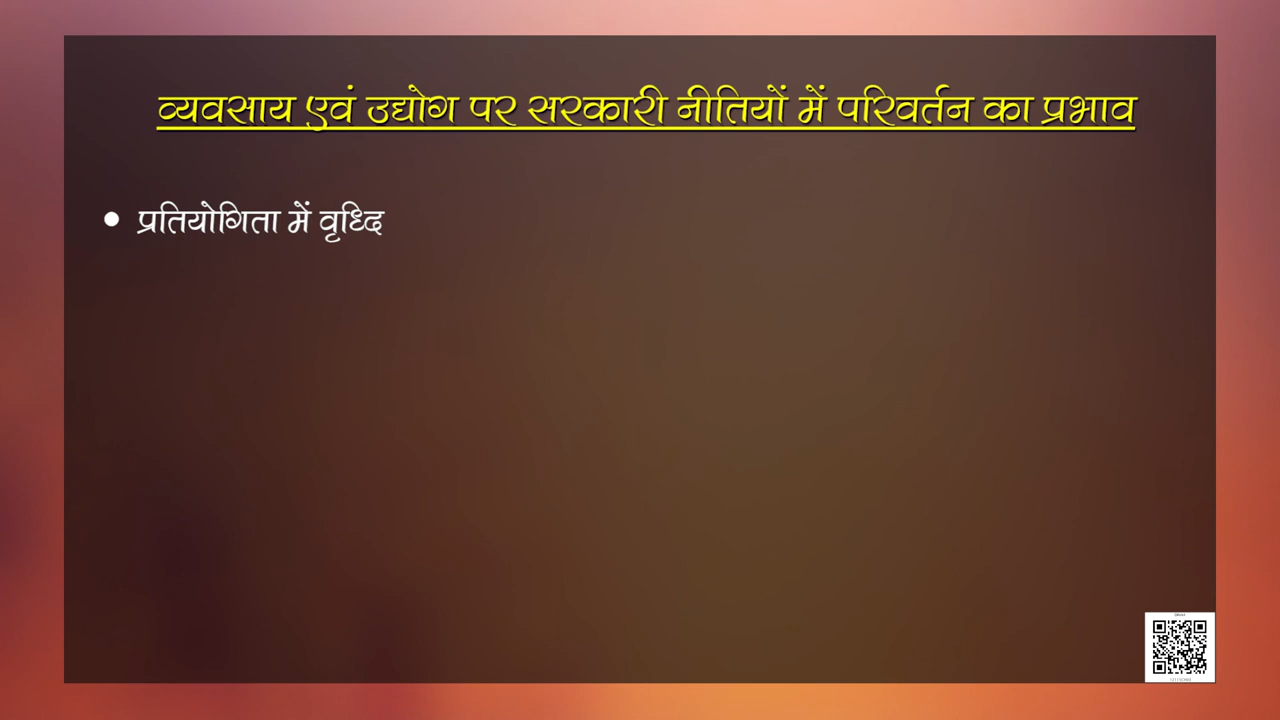 व्यवसाय एवं उद्योग पर सरकारी नीतियों में परिवर्तन का प्रभाव
• प्रतियोगिता में वृध्दि